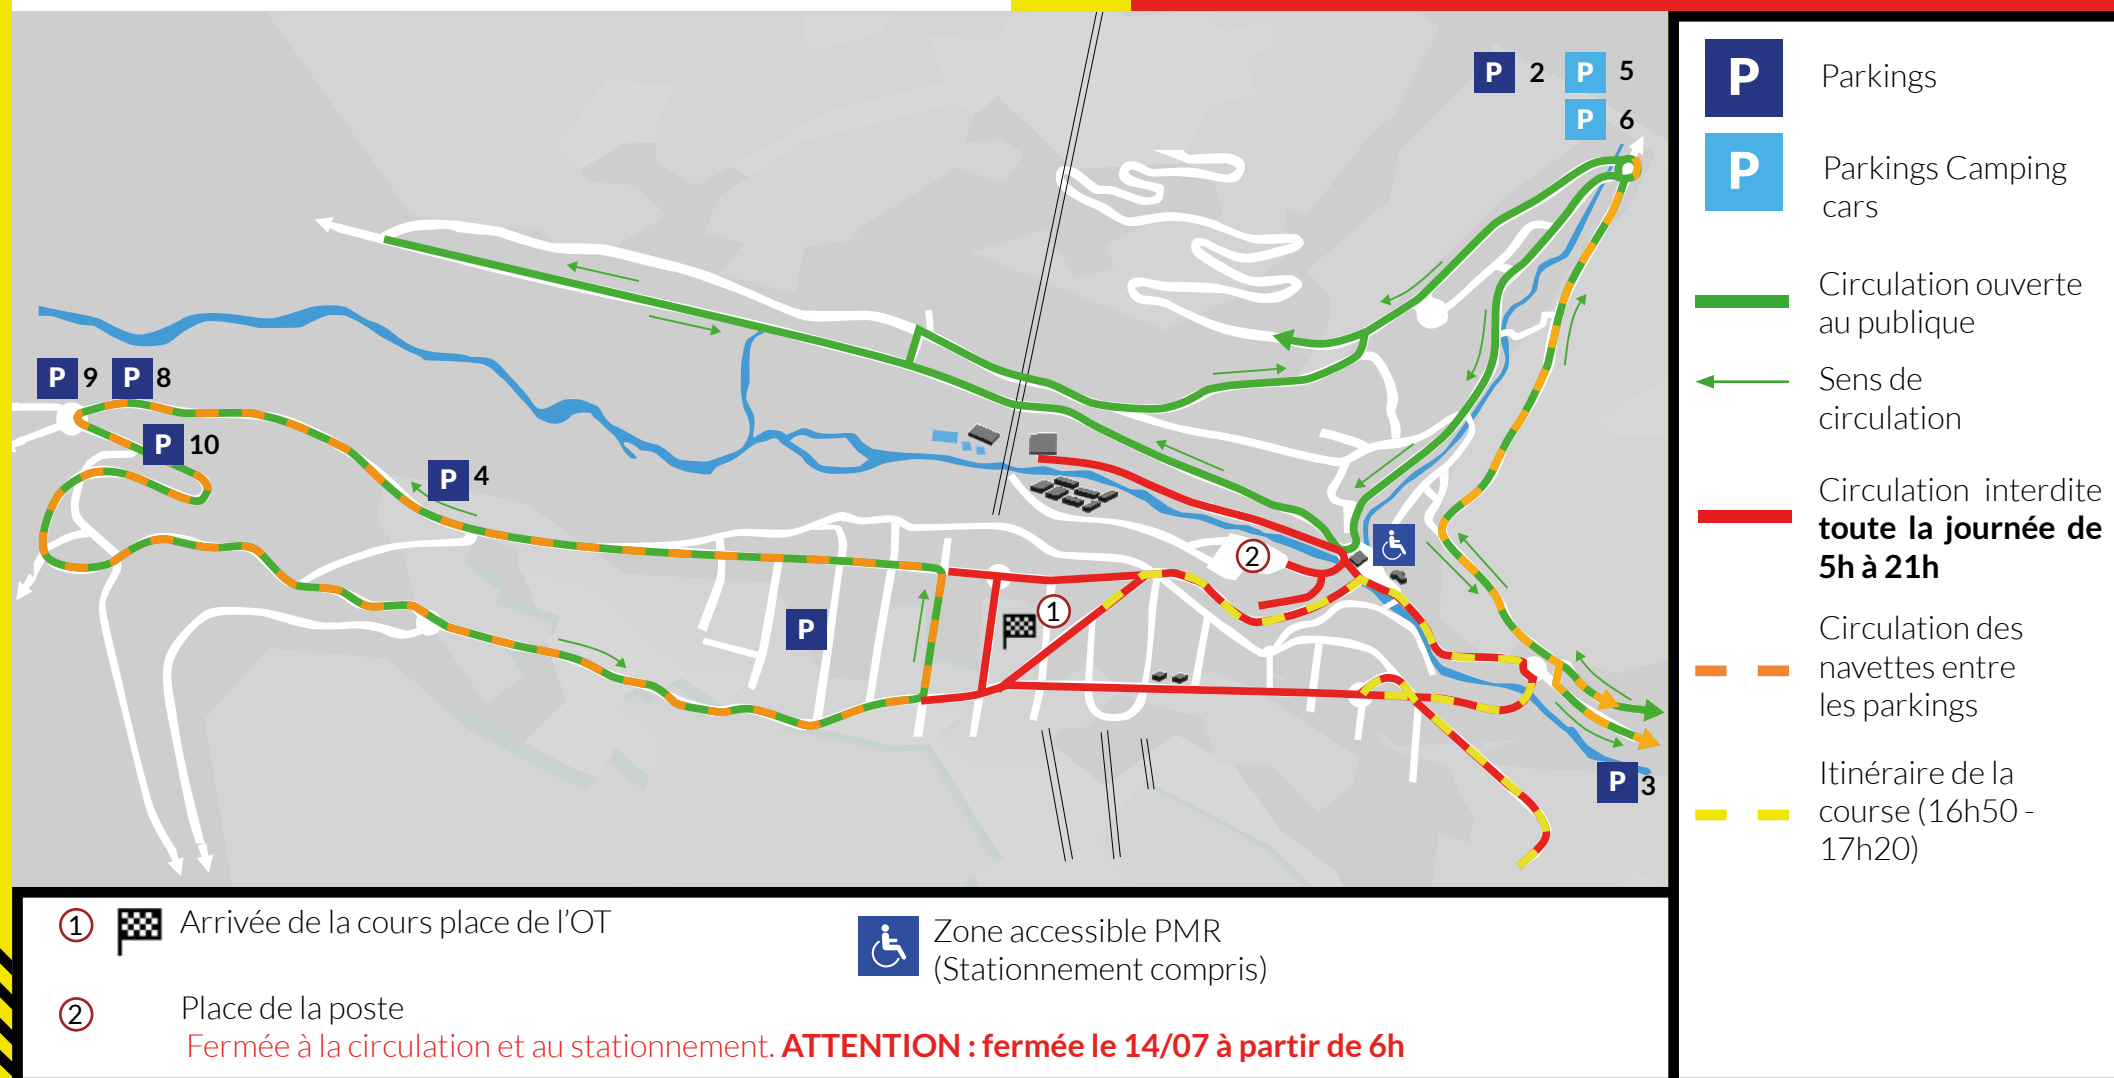 P 2 P 5
P 6
P 9 P 8
P 10
P 4
P
1
2
P 3
P Parkings
P Parkings Camping
cars
Circulation ouverte
au publique
Sens de
circulation
Circulation interdite
toute la journée de
5h à 21h
Circulation des
navettes entre
les parkings
Itinéraire de la
course (16h50 -
17h20)
1 Arrivée de la cours place de l'OT
Zone accessible PMR
(Stationnement compris)
2 Place de la poste
Fermée à la circulation et au stationnement. ATTENTION : fermée le 14/07 à partir de 6h